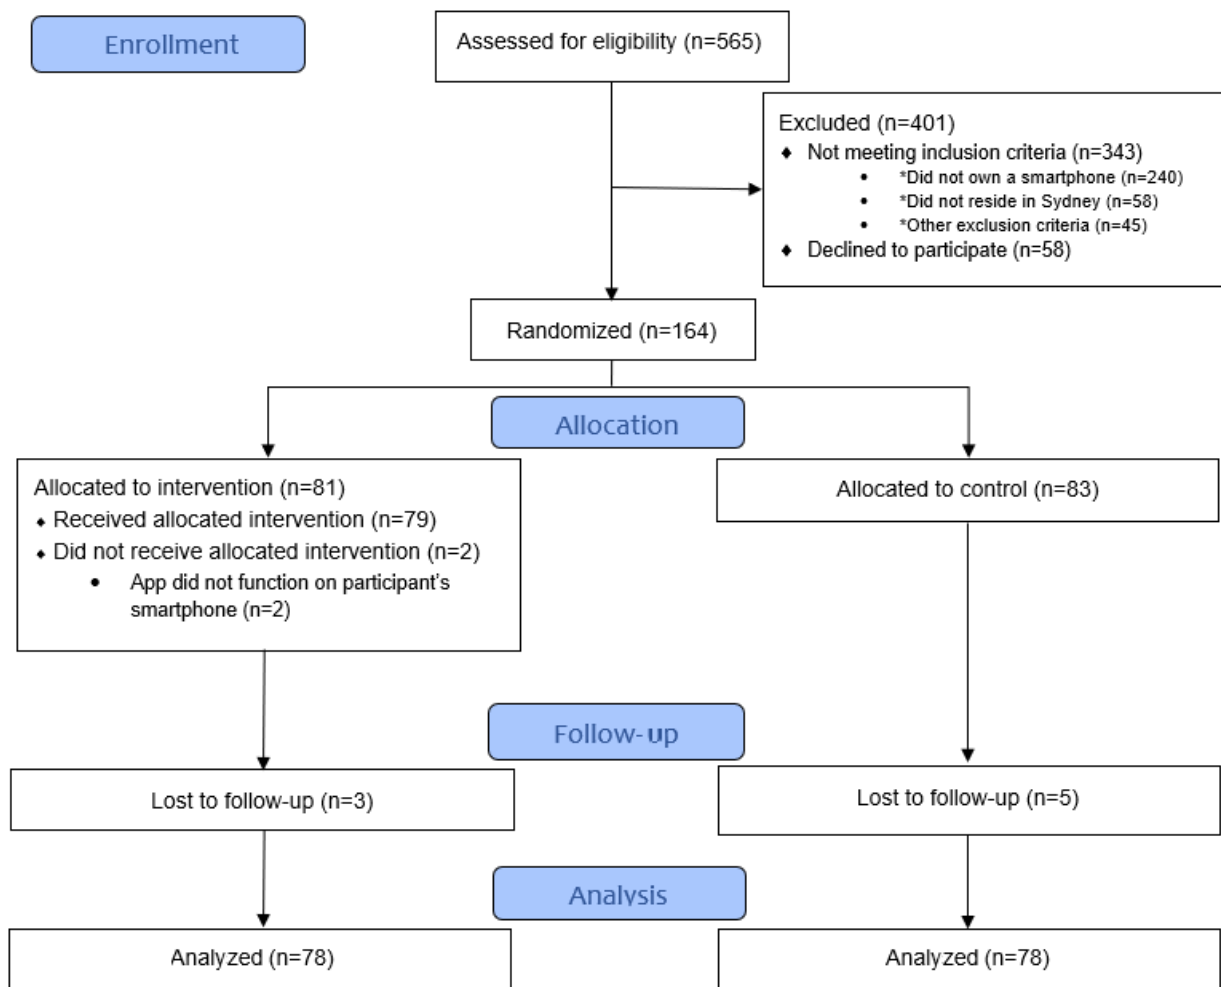 Enrollment
Assessed for eligibility (n=565)
Excluded (n=401)
♦ Not meeting inclusion criteria (n=343)
• *Did not own a smartphone (n=240)
• *Did not reside in Sydney (n=58)
• *Other exclusion criteria (n=45)
♦ Declined to participate (n=58)
Randomized (n=164)
Allocation
Allocated to intervention (n=81)
♦ Received allocated intervention (n=79)
♦ Did not receive allocated intervention (n=2)
• App did not function on participant's
smartphone (n=2)
Allocated to control (n=83)
Follow-up
Lost to follow-up (n=3)
Lost to follow-up (n=5)
Analysis
Analyzed (n=78)
Analyzed (n=78)